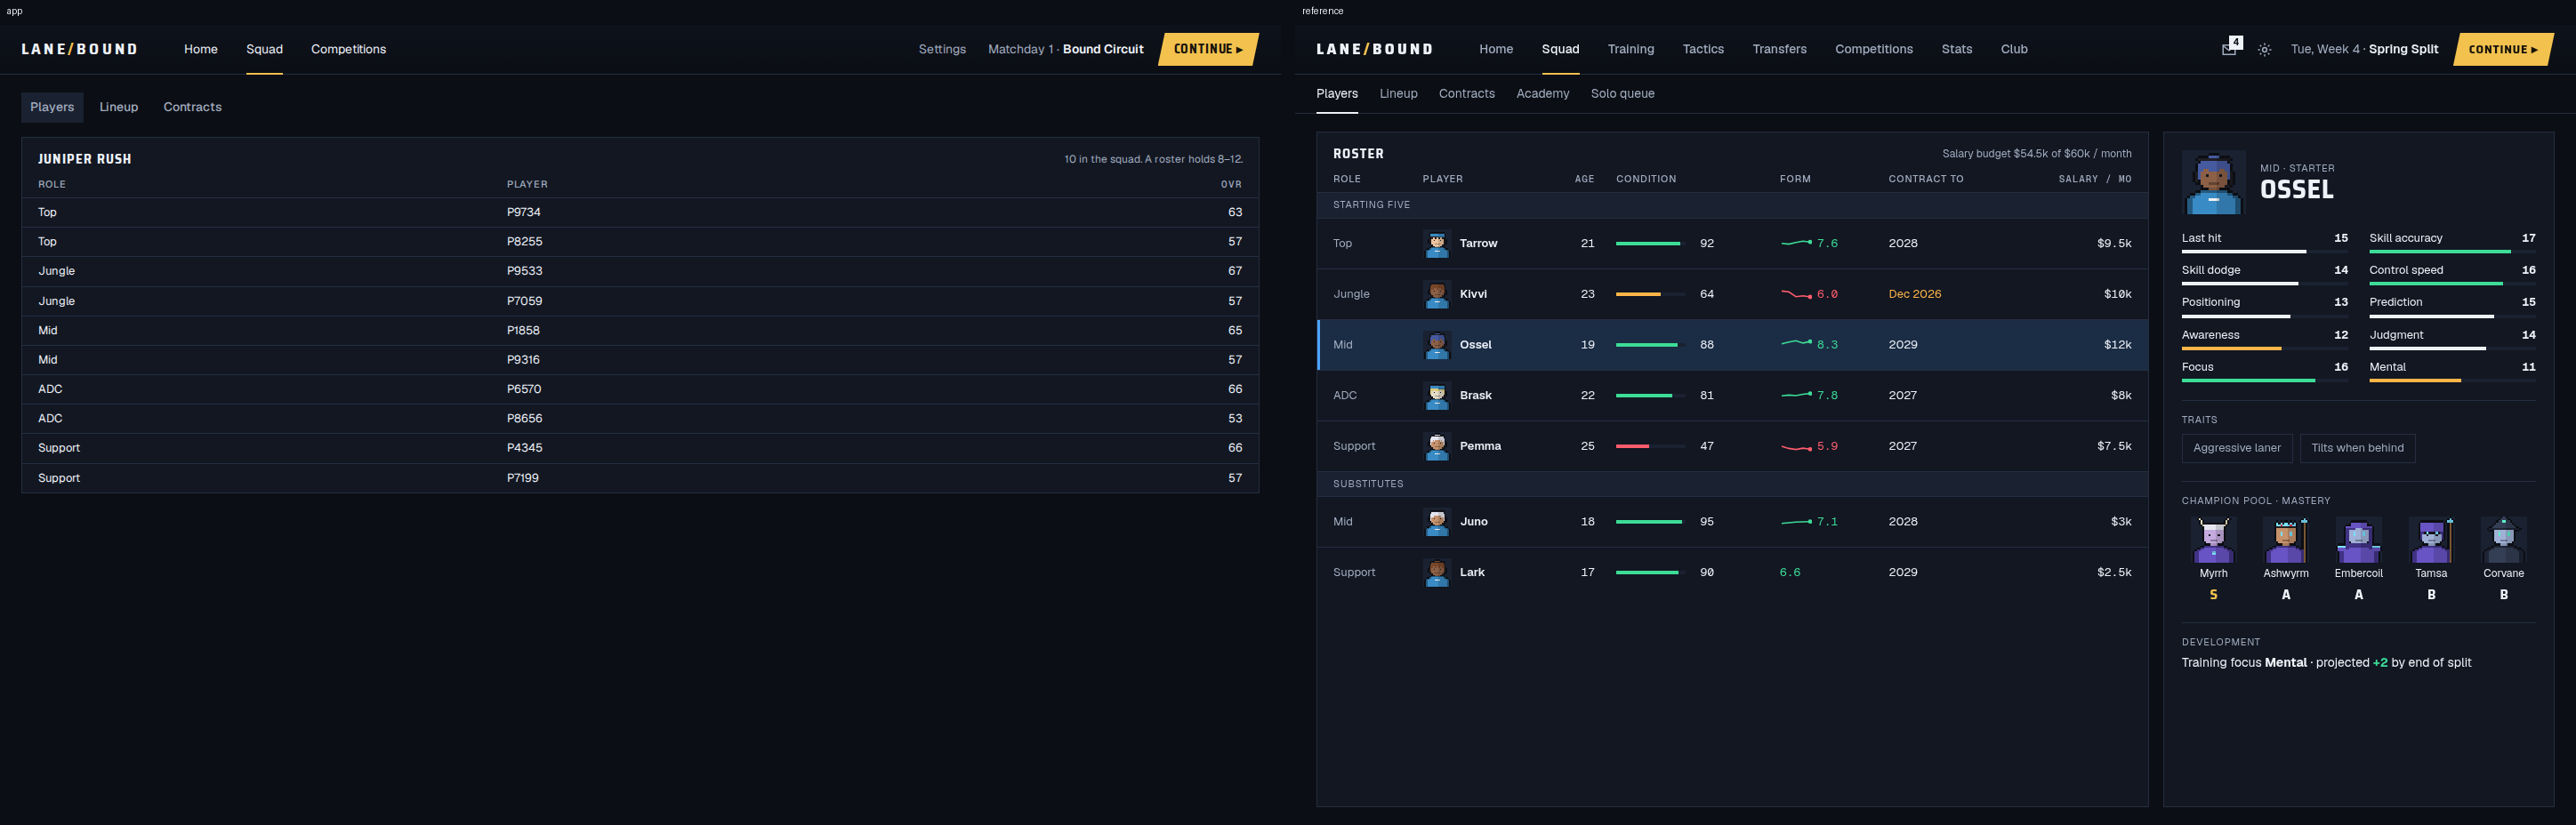 app
LANE/BOUND Home Squad Competitions Settings Matchday 1 · Bound Circuit CONTINUE ▸
Players Lineup Contracts
JUNIPER RUSH 10 in the squad. A roster holds 8–12.
ROLE PLAYER OVR
Top P9734 63
Top P8255 57
Jungle P9533 67
Jungle P7059 57
Mid P1858 65
Mid P9316 57
ADC P6570 66
ADC P8656 53
Support P4345 66
Support P7199 57
reference
LANE/BOUND Home Squad Training Tactics Transfers Competitions Stats Club 4 Tue, Week 4 · Spring Split CONTINUE ▸
Players Lineup Contracts Academy Solo queue
ROSTER Salary budget $54.5k of $60k / month
ROLE PLAYER AGE CONDITION FORM CONTRACT TO SALARY / MO
STARTING FIVE
Top Tarrow 21 92 7.6 2028 $9.5k
Jungle Kivvi 23 64 6.0 Dec 2026 $10k
Mid Ossel 19 88 8.3 2029 $12k
ADC Brask 22 81 7.8 2027 $8k
Support Pemma 25 47 5.9 2027 $7.5k
SUBSTITUTES
Mid Juno 18 95 7.1 2028 $3k
Support Lark 17 90 6.6 2029 $2.5k
MID · STARTER
OSSEL
Last hit 15 Skill accuracy 17
Skill dodge 14 Control speed 16
Positioning 13 Prediction 15
Awareness 12 Judgment 14
Focus 16 Mental 11
TRAITS
Aggressive laner Tilts when behind
CHAMPION POOL · MASTERY
Myrrh Ashwyrm Embercoil Tamsa Corvane
S A A B B
DEVELOPMENT
Training focus Mental · projected +2 by end of split